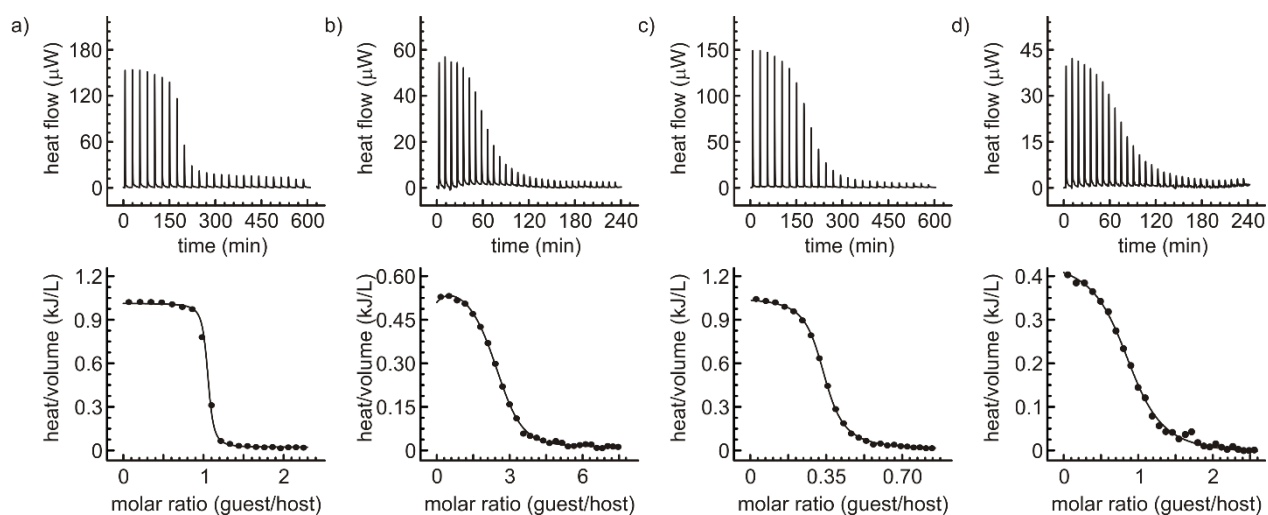 a)
heat flow (μW)
180
120
60
0
0 150 300 450 600
time (min)
heat/volume (kJ/L)
1.2
0.9
0.6
0.3
0
0 1 2
molar ratio (guest/host)
b)
heat flow (μW)
60
40
20
0
0 60 120 180 240
time (min)
heat/volume (kJ/L)
0.60
0.45
0.30
0.15
0
0 3 6
molar ratio (guest/host)
c)
heat flow (μW)
150
100
50
0
0 150 300 450 600
time (min)
heat/volume (kJ/L)
1.2
0.9
0.6
0.3
0
0 0.35 0.70
molar ratio (guest/host)
d)
heat flow (μW)
45
30
15
0
0 60 120 180 240
time (min)
heat/volume (kJ/L)
0.4
0.3
0.2
0.1
0
0 1 2
molar ratio (guest/host)